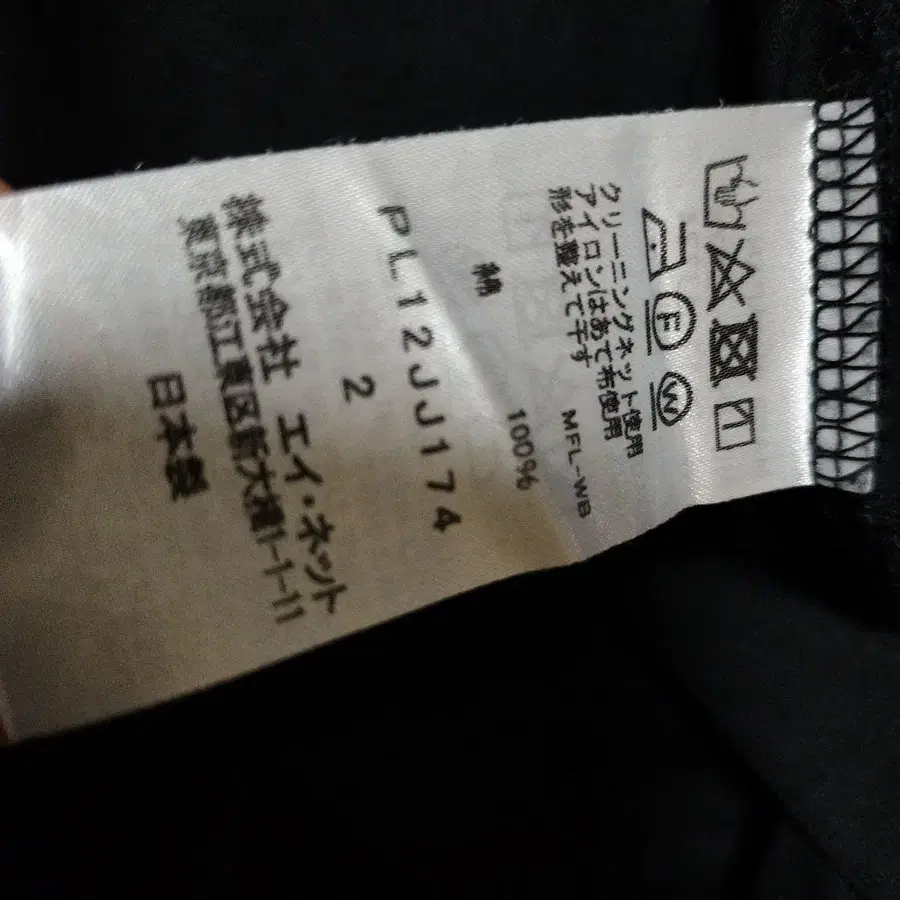 F W
クリーニングネット使用
アイロンはあて布使用
形を整えて干す
MFL-WB
綿 100%
PL12JJ174
2
株式会社 エイ・ネット
東京都江東区新大橋1-1-11
日本製